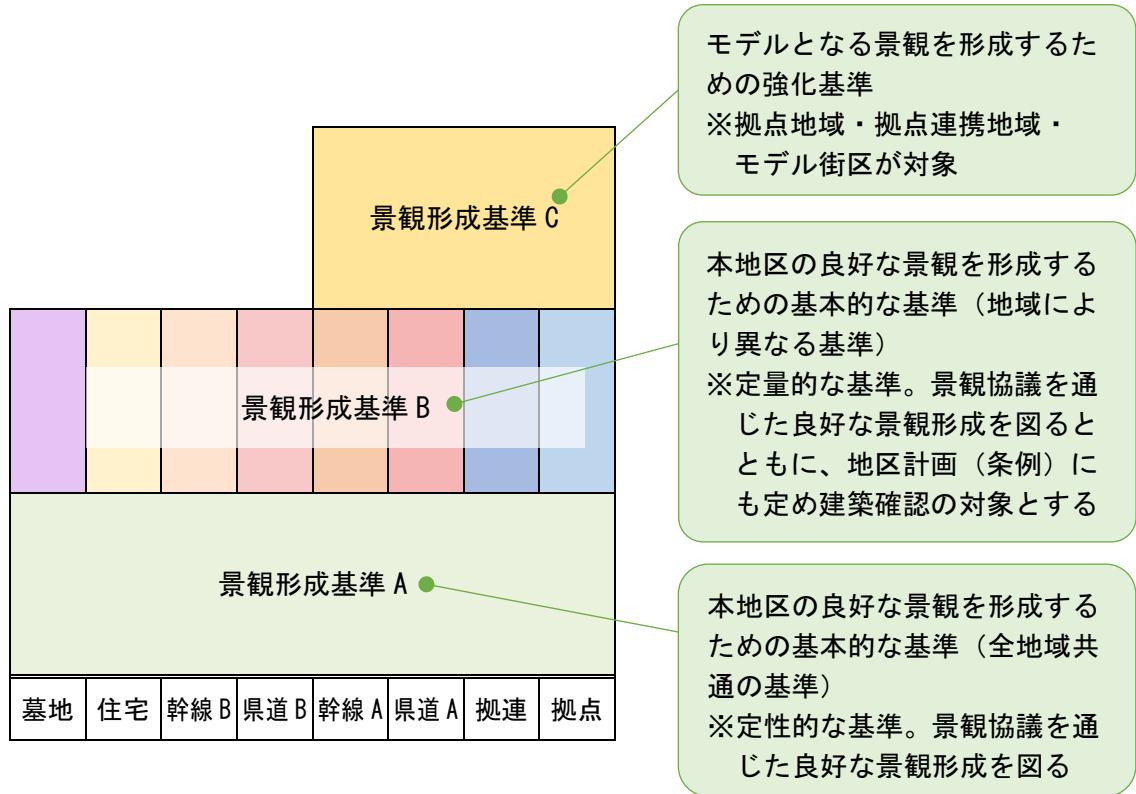 モデルとなる景観を形成するた
めの強化基準
※拠点地域・拠点連携地域・
モデル街区が対象
景観形成基準 C
本地区の良好な景観を形成する
ための基本的な基準（地域によ
り異なる基準）
※定量的な基準。景観協議を通
じた良好な景観形成を図ると
ともに、地区計画（条例）に
も定め建築確認の対象とする
景観形成基準 B
景観形成基準 A
本地区の良好な景観を形成する
ための基本的な基準（全地域共
通の基準）
※定性的な基準。景観協議を通
じた良好な景観形成を図る
墓地 住宅 幹線 B 県道 B 幹線 A 県道 A 拠連 拠点